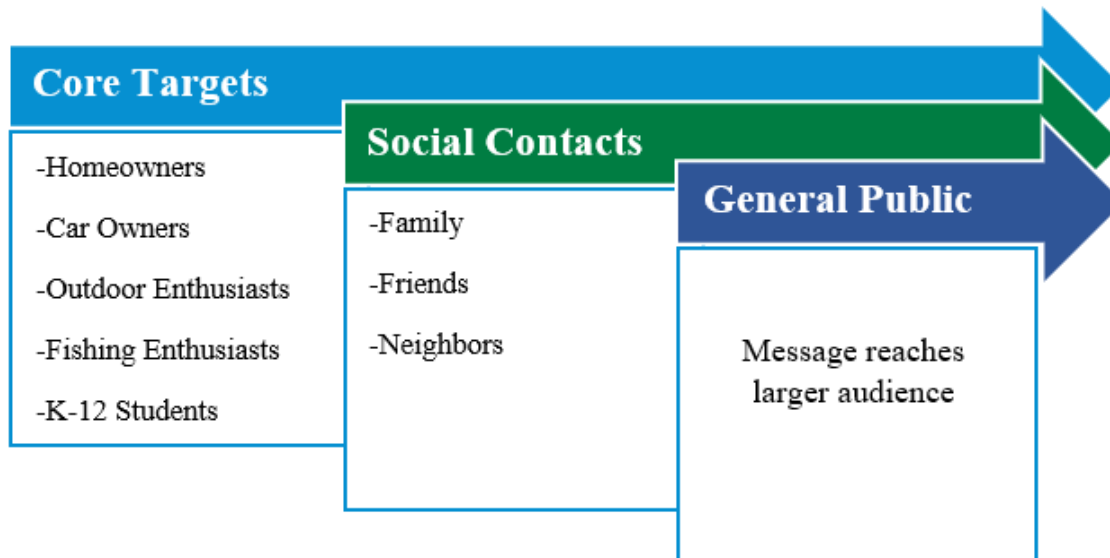 Core Targets
-Homeowners
-Car Owners
-Outdoor Enthusiasts
-Fishing Enthusiasts
-K-12 Students
Social Contacts
-Family
-Friends
-Neighbors
General Public
Message reaches
larger audience